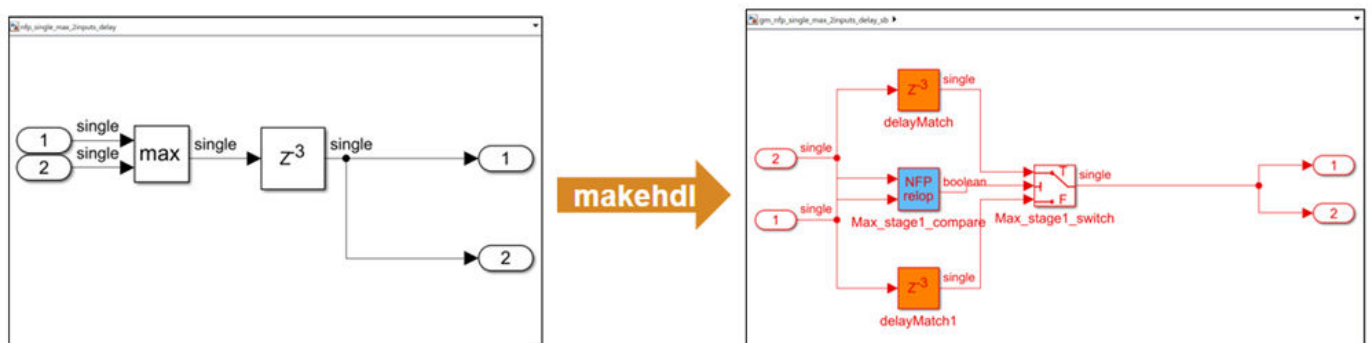 nfp_single_max_2inputs_delay
single
1
single
2
max
single
Z-3
single
1
2
makehdl
gm_nfp_single_max_2inputs_delay_sb
Z-3
single
delayMatch
2
single
NFP
relop
boolean
Max_stage1_compare
T
F
single
Max_stage1_switch
1
single
Z-3
single
delayMatch1
1
2